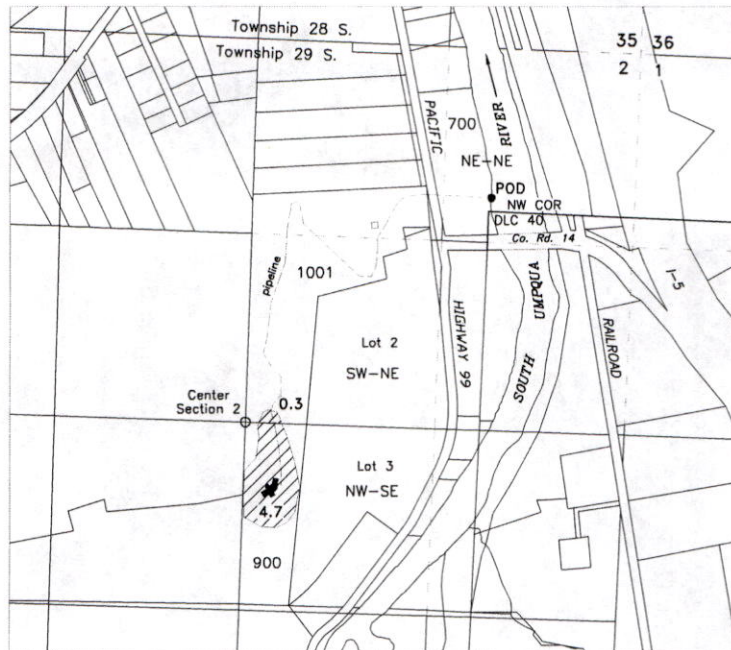 Township 28 S.
Township 29 S.
35 36
2 1
PACIFIC
HIGHWAY 99
700
RIVER
NE-NE
POD
NW COR
DLC 40
Co. Rd. 14
1001
pipeline
SOUTH
UMPQUA
I-5
RAILROAD
Lot 2
SW-NE
Center
Section 2
0.3
Lot 3
NW-SE
4.7
900